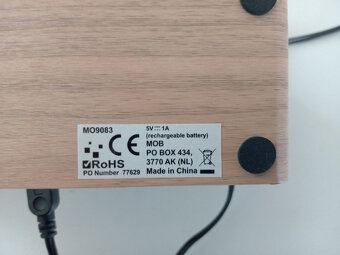 MO9083
CE
RoHS
PO Number 77629
5V⎓1A
(rechargeable battery)
MOB
PO BOX 434,
3770 AK (NL)
Made in China